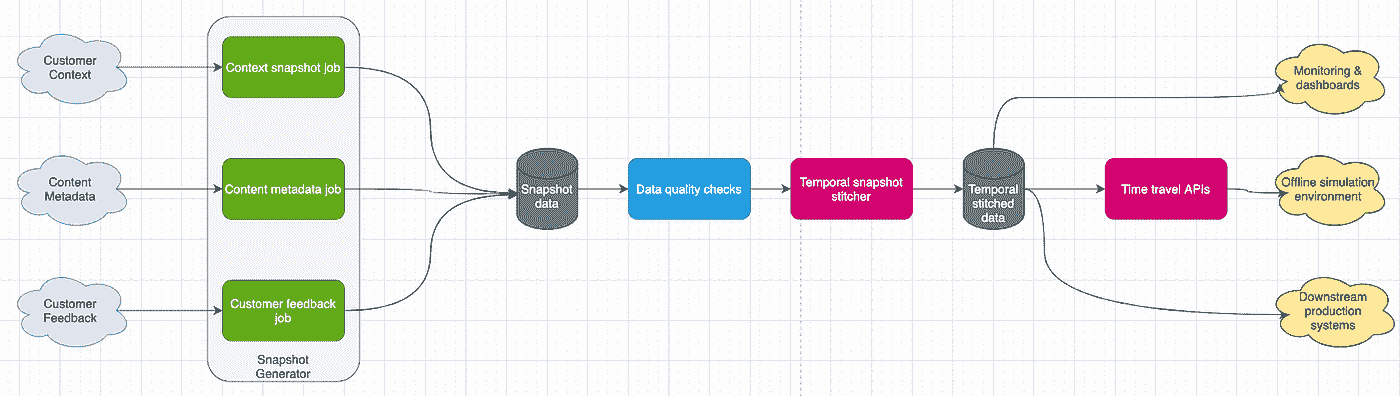 Customer
Context
Context snapshot job
Content
Metadata
Content metadata job
Customer
Feedback
Customer feedback
job
Snapshot
Generator
Snapshot
data
Data quality checks
Temporal snapshot
stitcher
Temporal
stitched
data
Time travel APIs
Monitoring &
dashboards
Offline simulation
environment
Downstream
production
systems